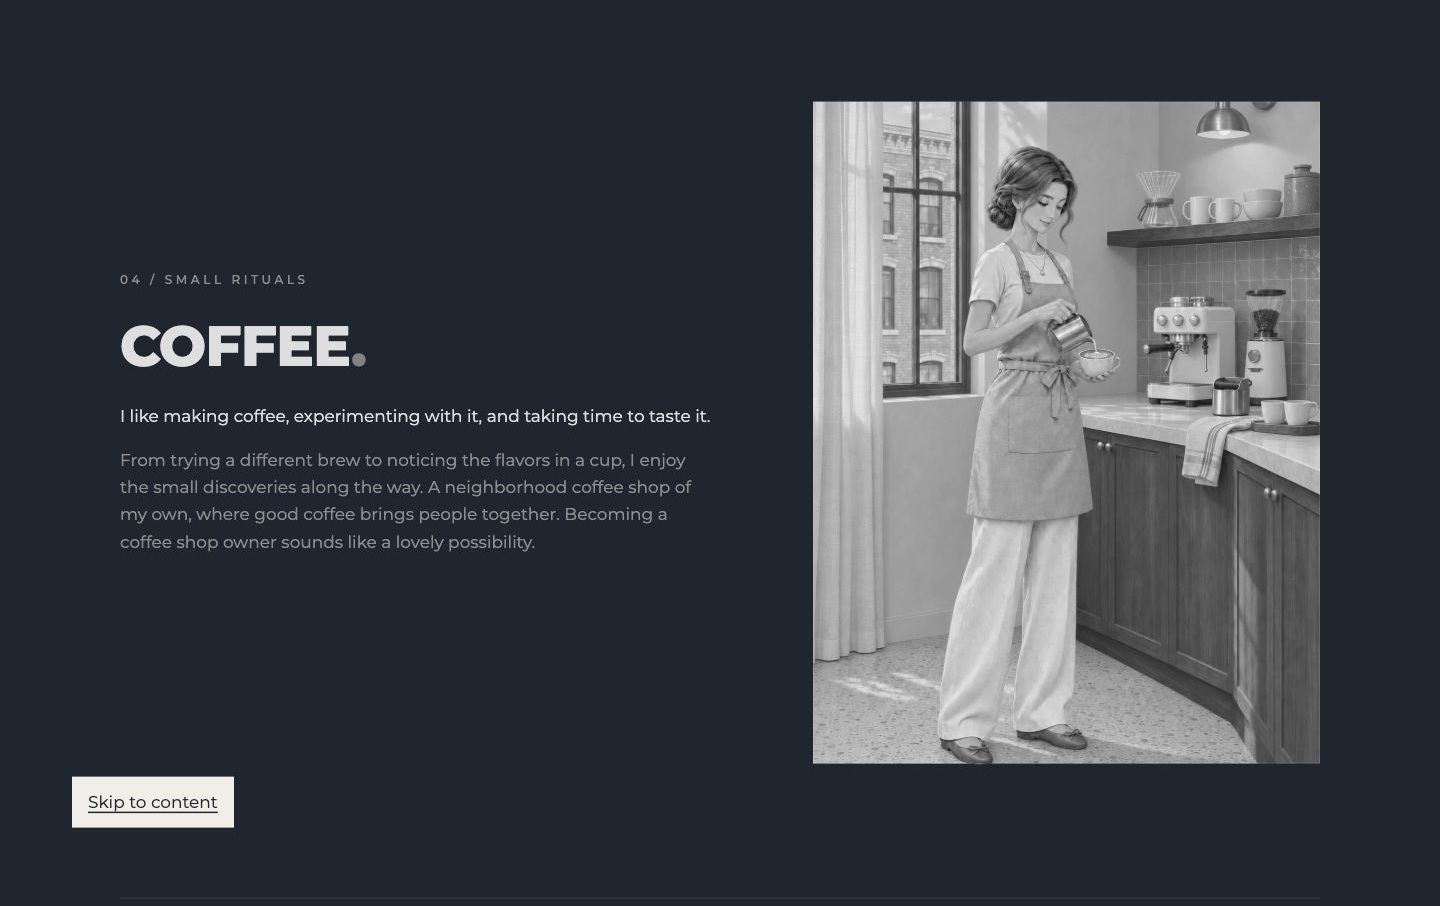 04 / SMALL RITUALS
COFFEE.
I like making coffee, experimenting with it, and taking time to taste it.
From trying a different brew to noticing the flavors in a cup, I enjoy
the small discoveries along the way. A neighborhood coffee shop of
my own, where good coffee brings people together. Becoming a
coffee shop owner sounds like a lovely possibility.
Skip to content